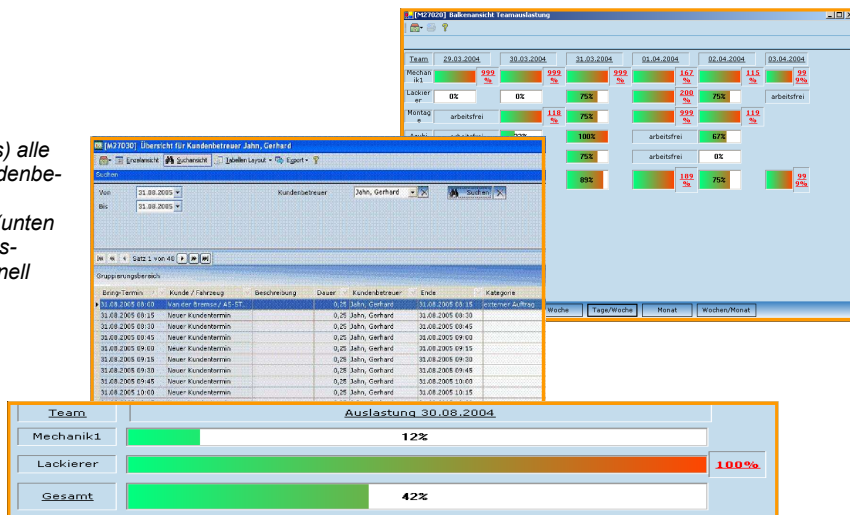 [M27020] Balkenansicht Teamauslastung
Team 29.03.2004 30.03.2004 31.03.2004 01.04.2004 02.04.2004 03.04.2004
Mechan ik1 999 % 999 % 999 % 167 % 115 % 99 9%
Lackier er 0% 0% 75% 200 % 75% arbeitsfrei
Montag e arbeitsfrei 118 % 75% 999 % 119 %
100% arbeitsfrei 67%
75% arbeitsfrei 0%
89% 189 % 75% 99 9%
Woche Tage/Woche Monat Wochen/Monat
s) alle
denbe-
(unten
s-
nell
[M27030] Übersicht für Kundenbetreuer Jahn, Gerhard
Einzelansicht Suchansicht Tabellen Layout Export
Suchen
Von 31.08.2005 Kundenbetreuer Jahn, Gerhard Suchen
Bis 31.08.2005
Satz 1 von 48
Gruppierungsbereich
Bring-Termin Kunde / Fahrzeug Beschreibung Dauer Kundenbetreuer Ende Kategorie
31.08.2005 08:00 Van der Bremse / AS-ST... 0,25 Jahn, Gerhard 31.08.2005 08:15 externer Auftrag
31.08.2005 08:15 Neuer Kundentermin 0,25 Jahn, Gerhard 31.08.2005 08:30
31.08.2005 08:30 Neuer Kundentermin 0,25 Jahn, Gerhard 31.08.2005 08:45
31.08.2005 08:45 Neuer Kundentermin 0,25 Jahn, Gerhard 31.08.2005 09:00
31.08.2005 09:00 Neuer Kundentermin 0,25 Jahn, Gerhard 31.08.2005 09:15
31.08.2005 09:15 Neuer Kundentermin 0,25 Jahn, Gerhard 31.08.2005 09:30
31.08.2005 09:30 Neuer Kundentermin 0,25 Jahn, Gerhard 31.08.2005 09:45
31.08.2005 09:45 Neuer Kundentermin 0,25 Jahn, Gerhard 31.08.2005 10:00
31.08.2005 10:00 Neuer Kundentermin 0,25 Jahn, Gerhard 31.08.2005 10:15
Team Auslastung 30.08.2004
Mechanik1 12%
Lackierer 100%
Gesamt 42%